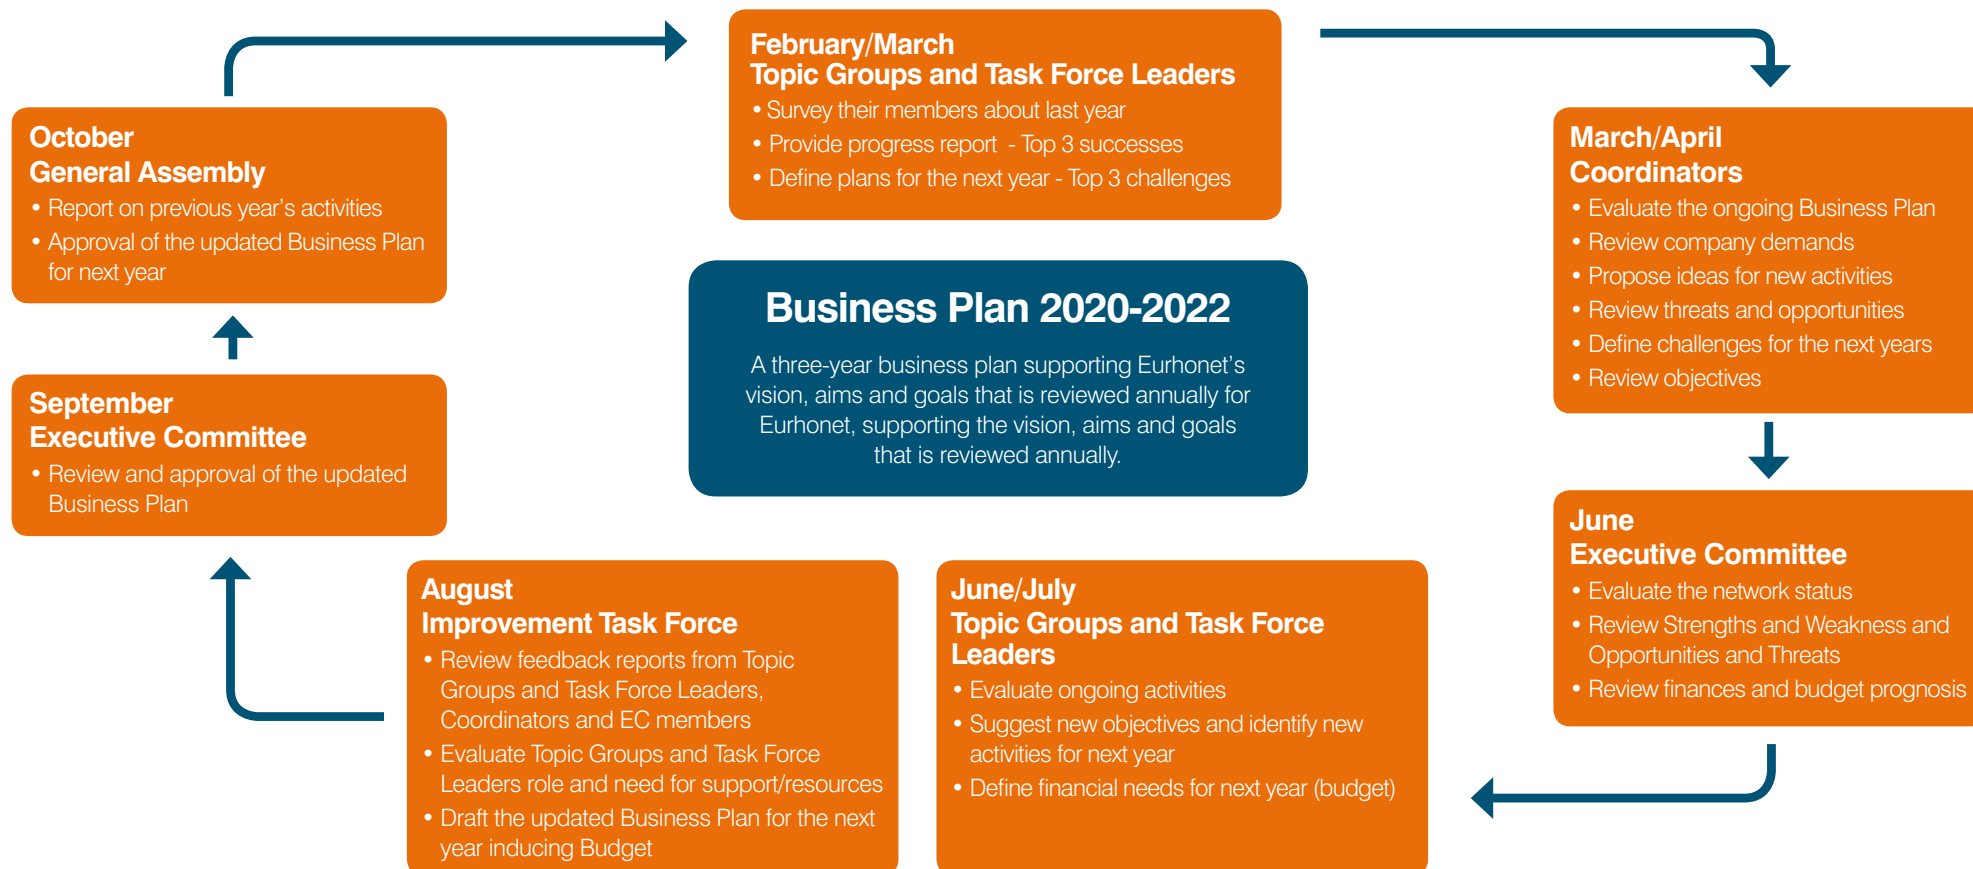 February/March
Topic Groups and Task Force Leaders
• Survey their members about last year
• Provide progress report - Top 3 successes
• Define plans for the next year - Top 3 challenges
March/April
Coordinators
• Evaluate the ongoing Business Plan
• Review company demands
• Propose ideas for new activities
• Review threats and opportunities
• Define challenges for the next years
• Review objectives
June
Executive Committee
• Evaluate the network status
• Review Strengths and Weakness and
Opportunities and Threats
• Review finances and budget prognosis
June/July
Topic Groups and Task Force
Leaders
• Evaluate ongoing activities
• Suggest new objectives and identify new
activities for next year
• Define financial needs for next year (budget)
August
Improvement Task Force
• Review feedback reports from Topic
Groups and Task Force Leaders,
Coordinators and EC members
• Evaluate Topic Groups and Task Force
Leaders role and need for support/resources
• Draft the updated Business Plan for the next
year inducing Budget
September
Executive Committee
• Review and approval of the updated
Business Plan
October
General Assembly
• Report on previous year's activities
• Approval of the updated Business Plan
for next year
Business Plan 2020-2022
A three-year business plan supporting Eurhonet's
vision, aims and goals that is reviewed annually for
Eurhonet, supporting the vision, aims and goals
that is reviewed annually.